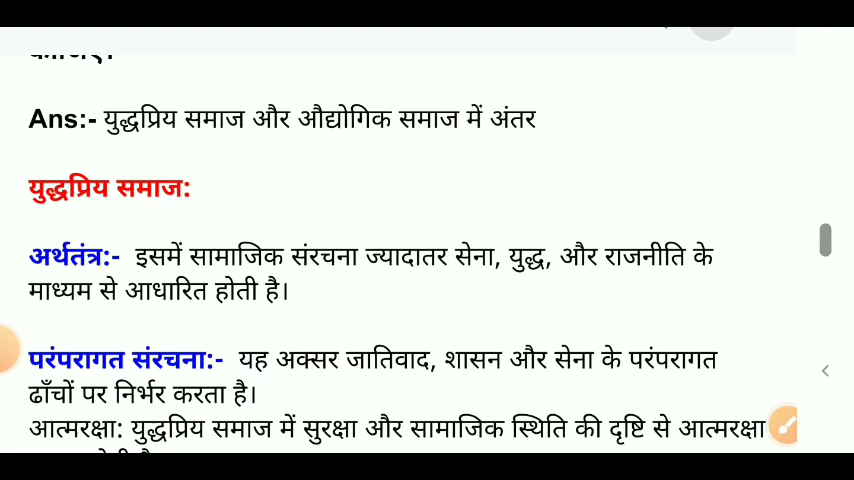 Ans:- युद्धप्रिय समाज और औद्योगिक समाज में अंतर
युद्धप्रिय समाज:
अर्थतंत्र:- इसमें सामाजिक संरचना ज्यादातर सेना, युद्ध, और राजनीति के
माध्यम से आधारित होती है।
परंपरागत संरचना:- यह अक्सर जातिवाद, शासन और सेना के परंपरागत
ढाँचों पर निर्भर करता है।
आत्मरक्षा: युद्धप्रिय समाज में सुरक्षा और सामाजिक स्थिति की दृष्टि से आत्मरक्षा